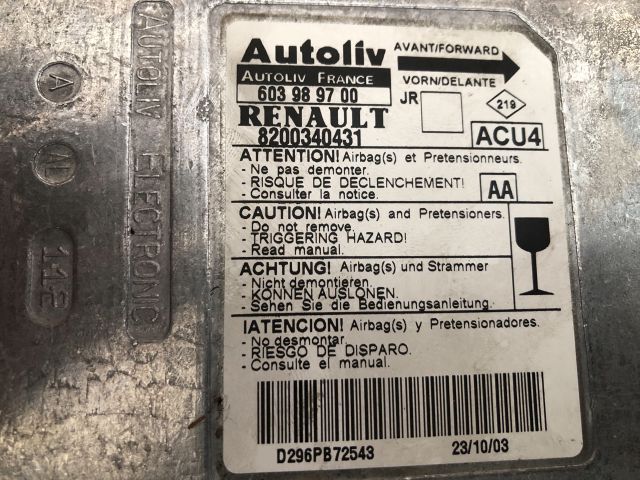 Autoliv
AUTOLIV FRANCE
603 98 97 00
RENAULT
8200340431
AVANT/FORWARD
VORN/DELANTE
JR
219
ACU4
ATTENTION! Airbag(s) et Pretensionneurs.
- Ne pas demonter.
- RISQUE DE DECLENCHEMENT!
- Consulter la notice.
AA
CAUTION! Airbag(s) and Pretensioners.
- Do not remove.
- TRIGGERING HAZARD!
- Read manual.
ACHTUNG! Airbag(s) und Strammer
- Nicht demontieren.
- KONNEN AUSLONEN.
- Sehen Sie die Bedienungsanleitung.
!ATENCION! Airbag(s) y Pretensionadores.
- No desmontar.
- RIESGO DE DISPARO.
- Consulte el manual.
D296PB72543
23/10/03
AUTOLIV ELECTRONIC
A
AL
11-2